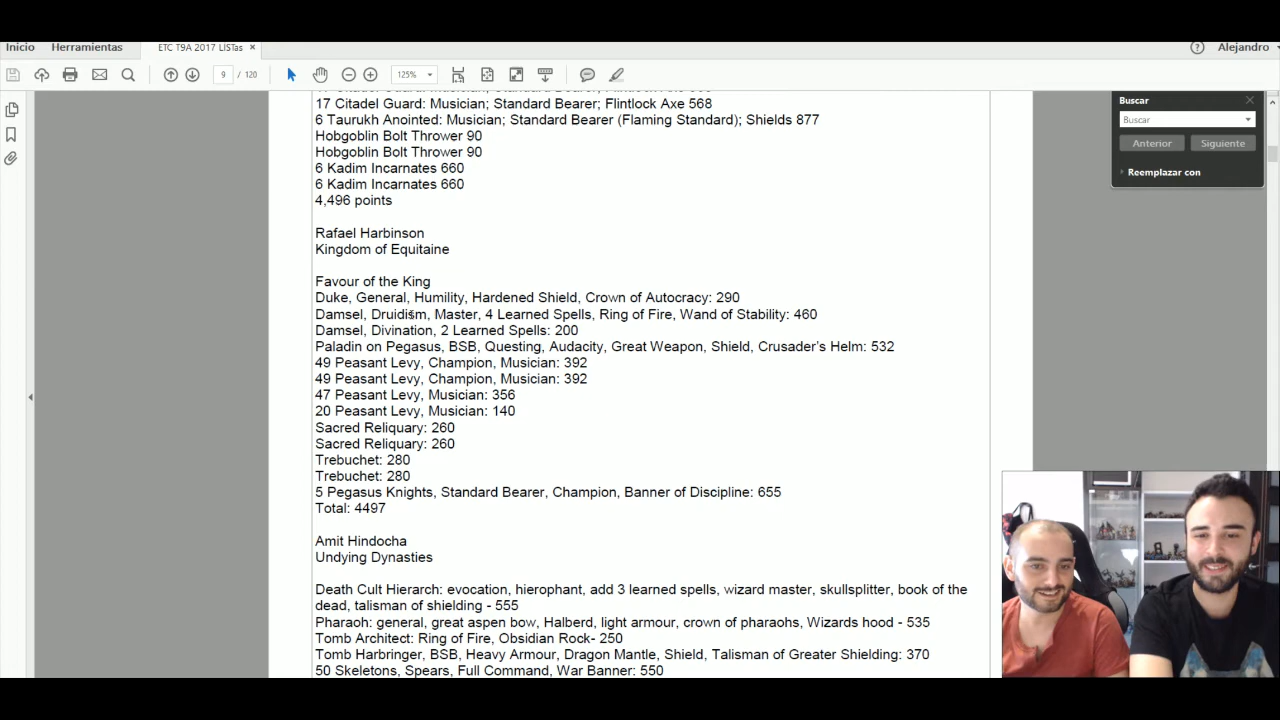 Inicio Herramientas ETC T9A 2017 LISTas × Alejandro
9 / 120 125%
17 Citadel Guard: Musician; Standard Bearer; Flintlock Axe 568
6 Taurukh Anointed: Musician; Standard Bearer (Flaming Standard); Shields 877
Hobgoblin Bolt Thrower 90
Hobgoblin Bolt Thrower 90
6 Kadim Incarnates 660
6 Kadim Incarnates 660
4,496 points
Rafael Harbinson
Kingdom of Equitaine
Favour of the King
Duke, General, Humility, Hardened Shield, Crown of Autocracy: 290
Damsel, Druidism, Master, 4 Learned Spells, Ring of Fire, Wand of Stability: 460
Damsel, Divination, 2 Learned Spells: 200
Paladin on Pegasus, BSB, Questing, Audacity, Great Weapon, Shield, Crusader's Helm: 532
49 Peasant Levy, Champion, Musician: 392
49 Peasant Levy, Champion, Musician: 392
47 Peasant Levy, Musician: 356
20 Peasant Levy, Musician: 140
Sacred Reliquary: 260
Sacred Reliquary: 260
Trebuchet: 280
Trebuchet: 280
5 Pegasus Knights, Standard Bearer, Champion, Banner of Discipline: 655
Total: 4497
Amit Hindocha
Undying Dynasties
Death Cult Hierarch: evocation, hierophant, add 3 learned spells, wizard master, skullsplitter, book of the
dead, talisman of shielding - 555
Pharaoh: general, great aspen bow, Halberd, light armour, crown of pharaohs, Wizards hood - 535
Tomb Architect: Ring of Fire, Obsidian Rock- 250
Tomb Harbringer, BSB, Heavy Armour, Dragon Mantle, Shield, Talisman of Greater Shielding: 370
50 Skeletons, Spears, Full Command, War Banner: 550
Buscar
Buscar
Anterior Siguiente
Reemplazar con